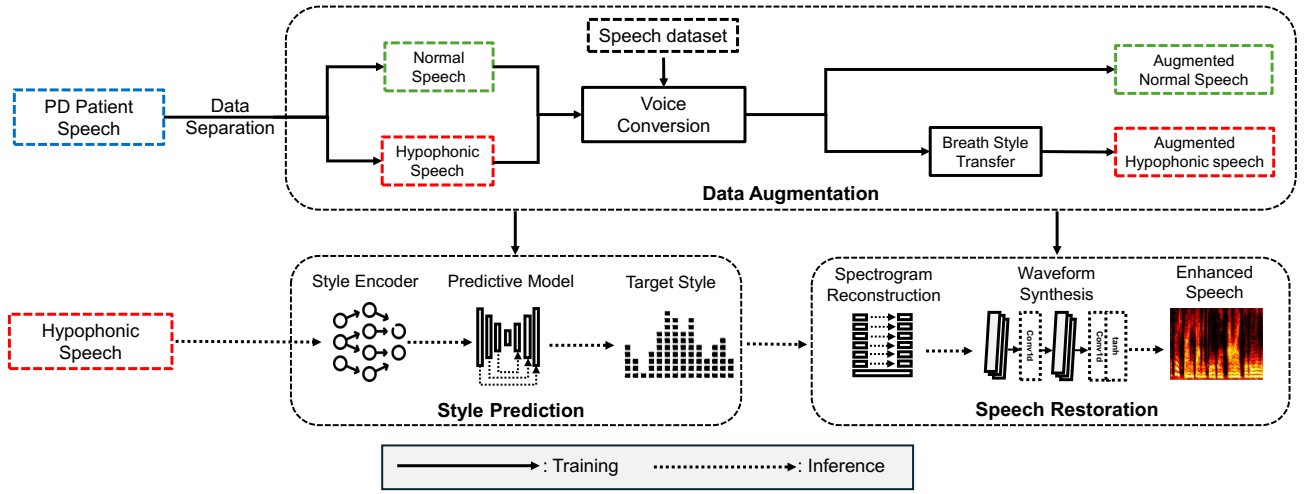 Speech dataset
Normal
Speech
Augmented
Normal Speech
PD Patient
Speech
Data
Separation
Voice
Conversion
Hypophonic
Speech
Breath Style
Transfer
Augmented
Hypophonic speech
Data Augmentation
Style Encoder
Predictive Model
Target Style
Spectrogram
Reconstruction
Waveform
Synthesis
Enhanced
Speech
Hypophonic
Speech
Conv1d
Conv1d
tanh
Style Prediction
Speech Restoration
: Training
: Inference